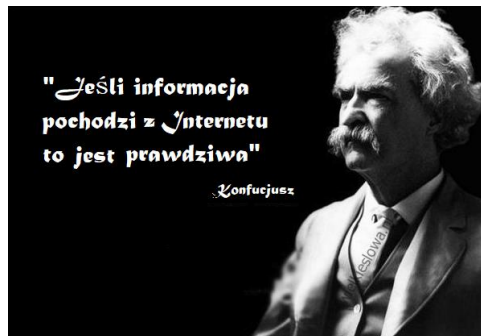 "Jeśli informacja
pochodzi z Internetu
to jest prawdziwa"
Konfucjusz